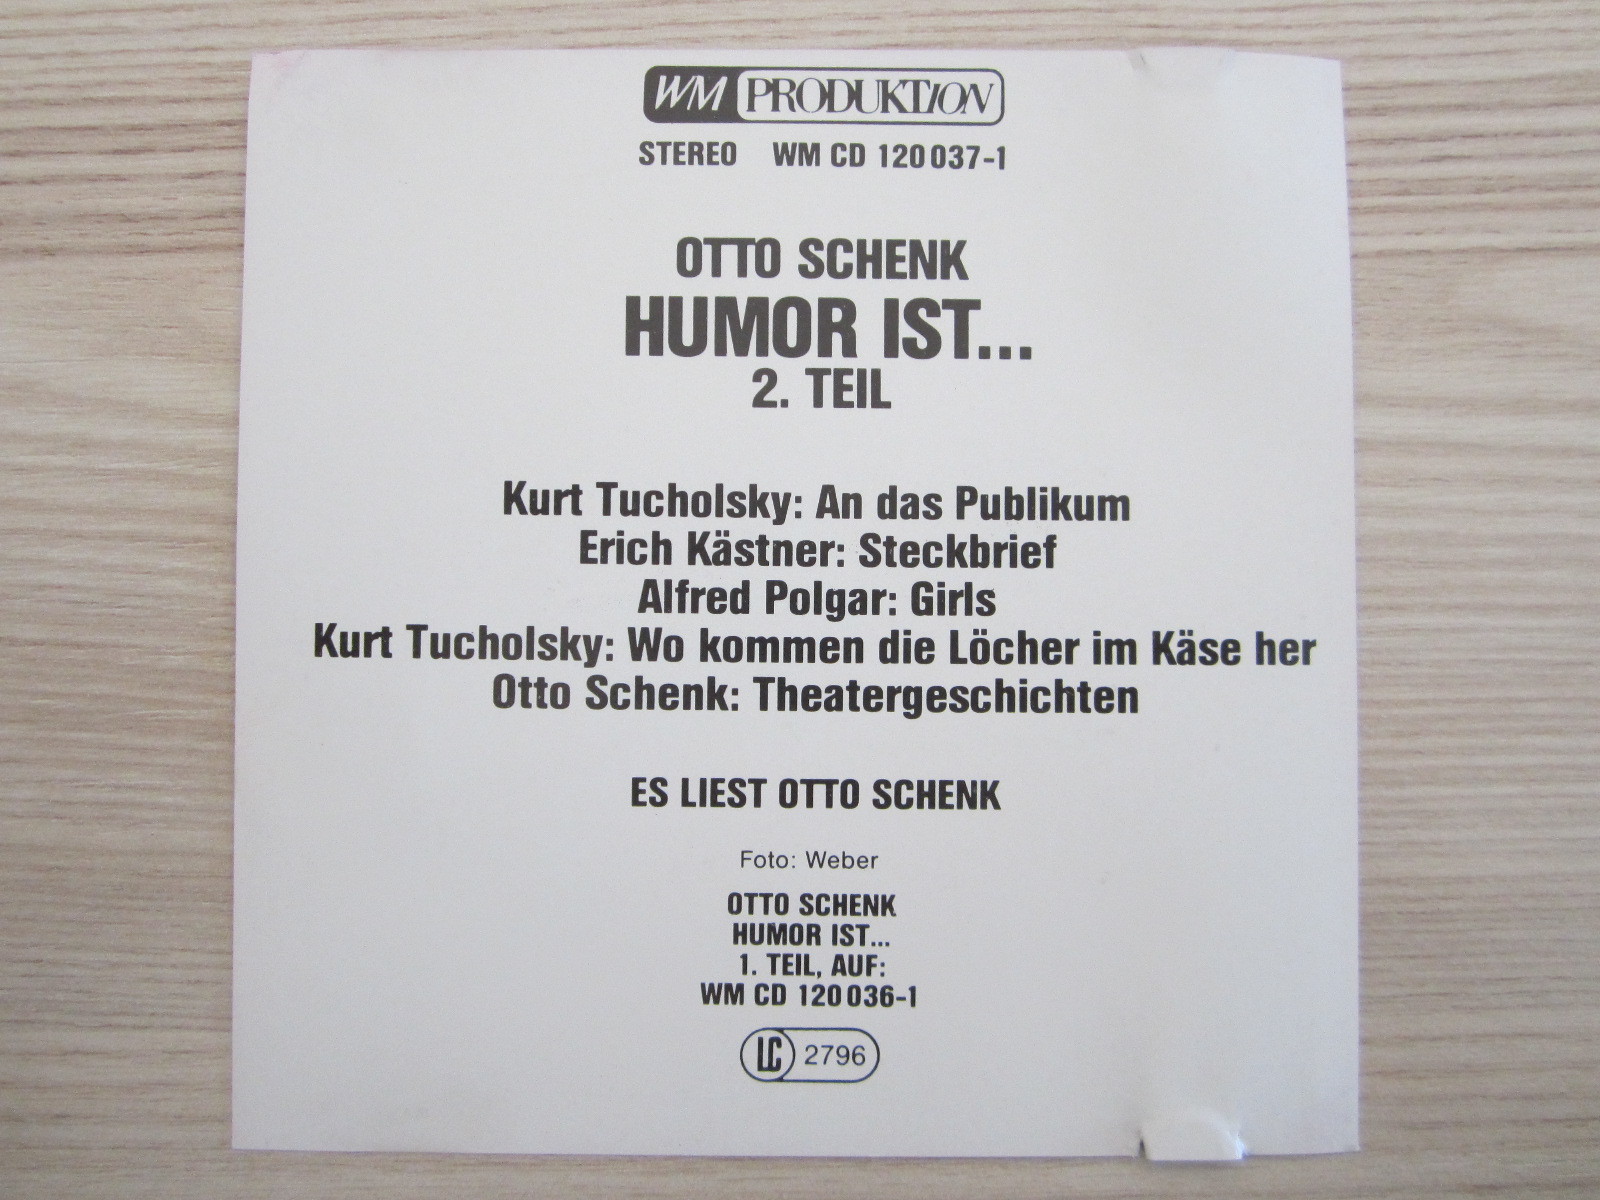 WM PRODUKTION
STEREO WM CD 120 037-1
OTTO SCHENK
HUMOR IST...
2. TEIL
Kurt Tucholsky: An das Publikum
Erich Kästner: Steckbrief
Alfred Polgar: Girls
Kurt Tucholsky: Wo kommen die Löcher im Käse her
Otto Schenk: Theatergeschichten
ES LIEST OTTO SCHENK
Foto: Weber
OTTO SCHENK
HUMOR IST...
1. TEIL, AUF:
WM CD 120 036-1
LC 2796